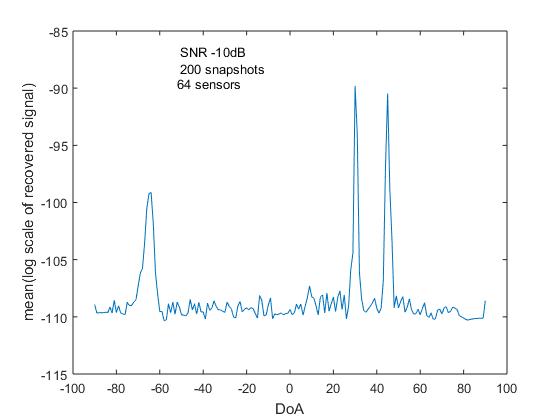 -85
SNR -10dB
200 snapshots
64 sensors
-90
-95
-100
-105
-110
-115
-100 -80 -60 -40 -20 0 20 40 60 80 100
DoA
mean(log scale of recovered signal)